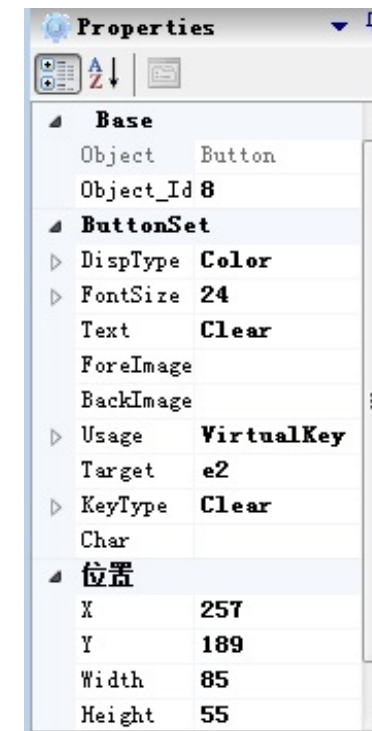 Properties
Base
Object Button
Object_Id 8
ButtonSet
DispType Color
FontSize 24
Text Clear
ForeImage
BackImage
Usage VirtualKey
Target e2
KeyType Clear
Char
位置
X 257
Y 189
Width 85
Height 55